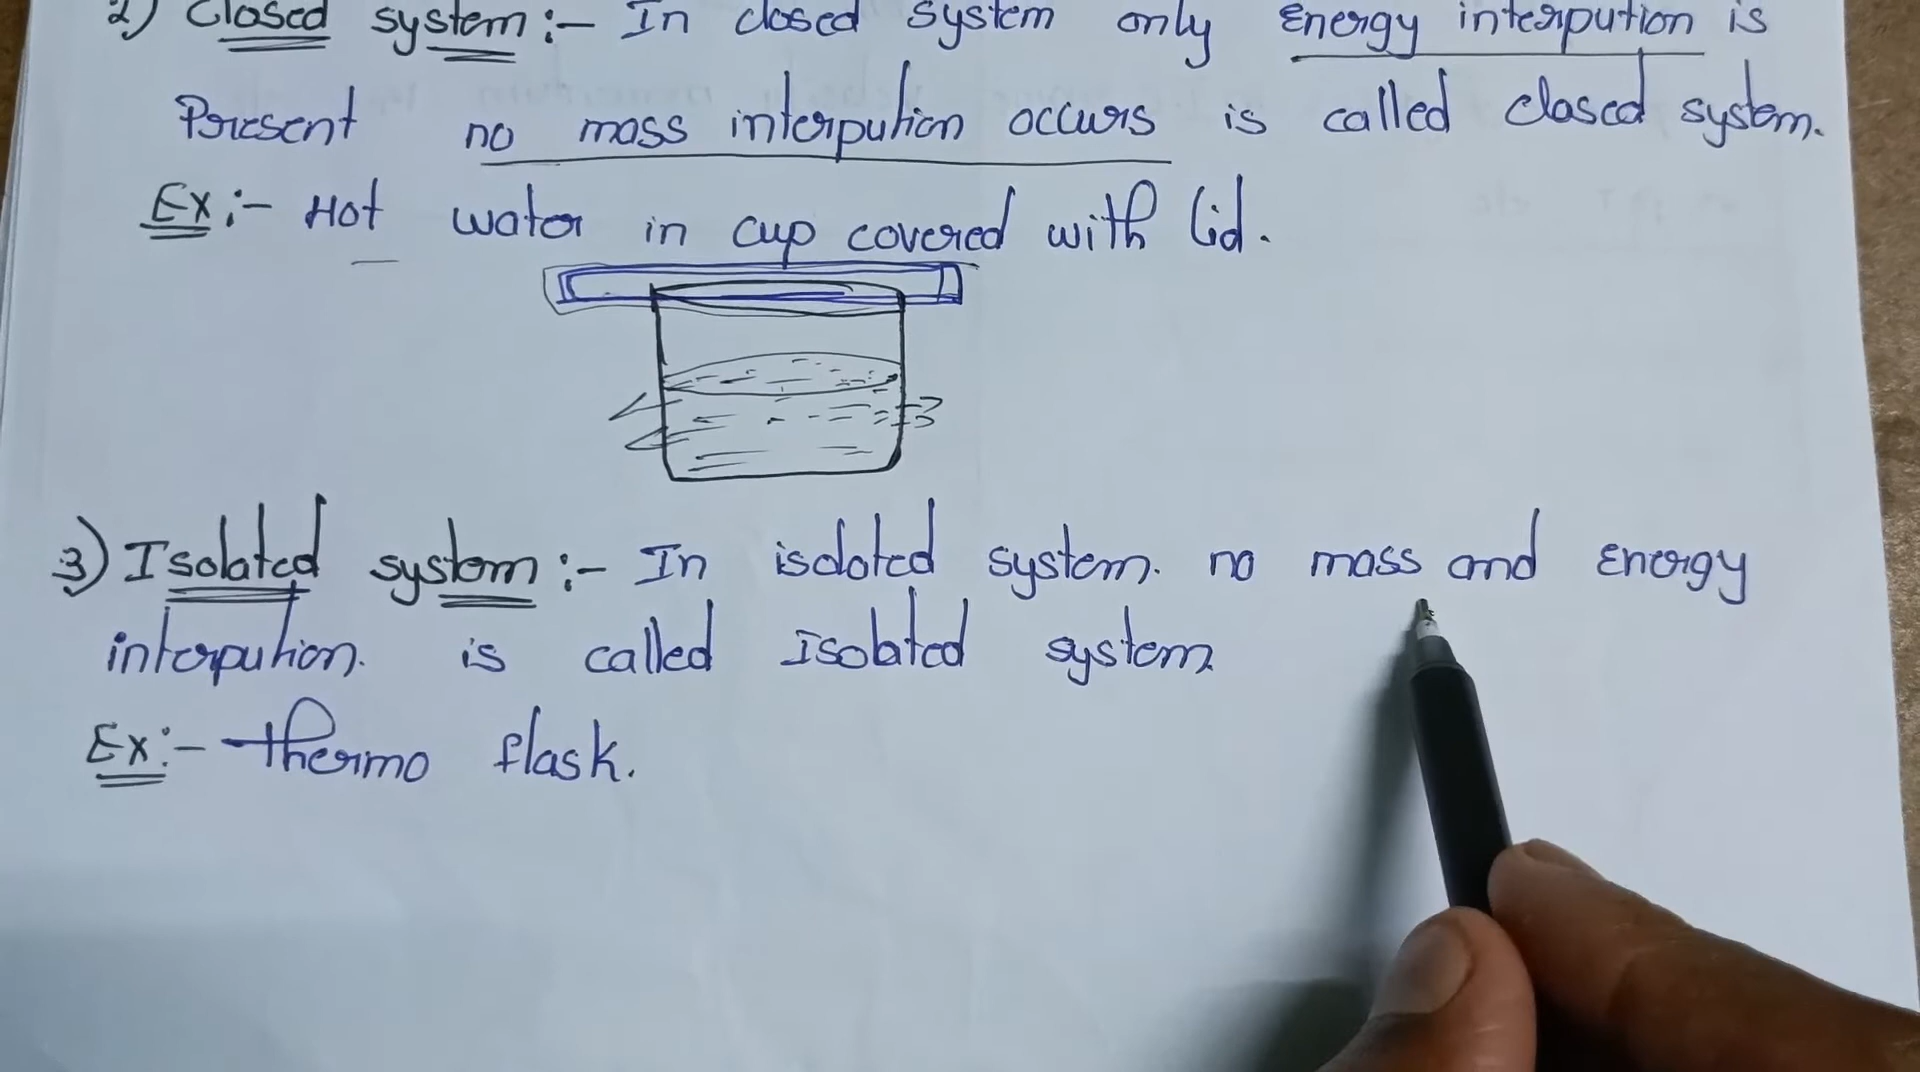 2) Closed system :- In closed system only Energy interpution is
Present no mass interpution occurs is called closed system.
Ex :- Hot water in cup covered with lid.
3) Isolated system :- In isolated system. no mass and Energy
interpution. is called Isolated system
Ex :- thermo flask.